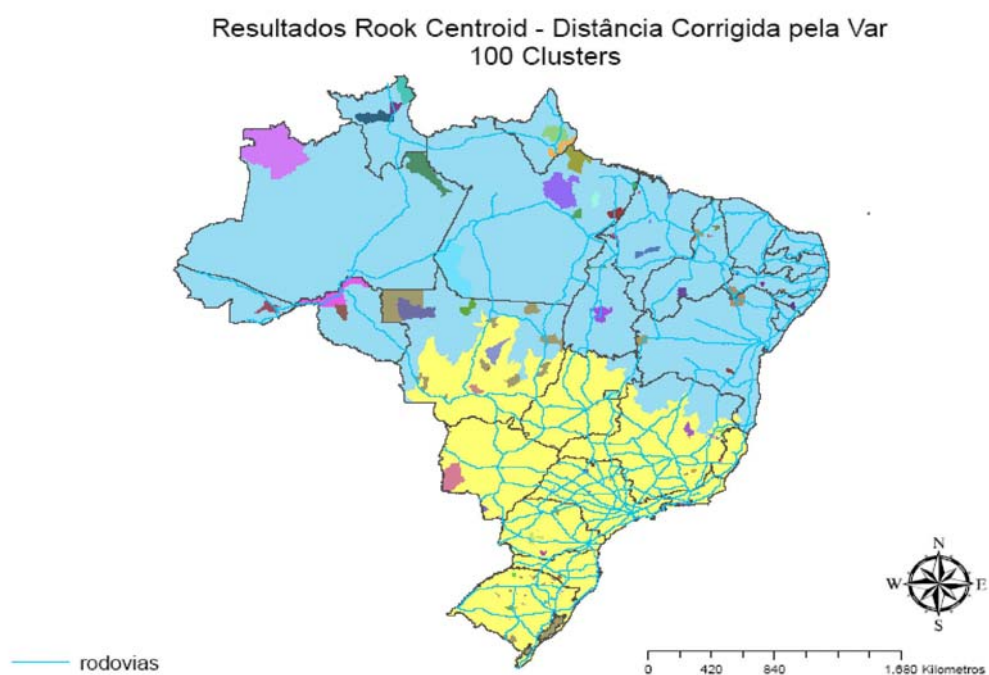 Resultados Rook Centroid - Distância Corrigida pela Var
100 Clusters
N
W E
S
rodovias
0 420 840 1.680 Kilometros